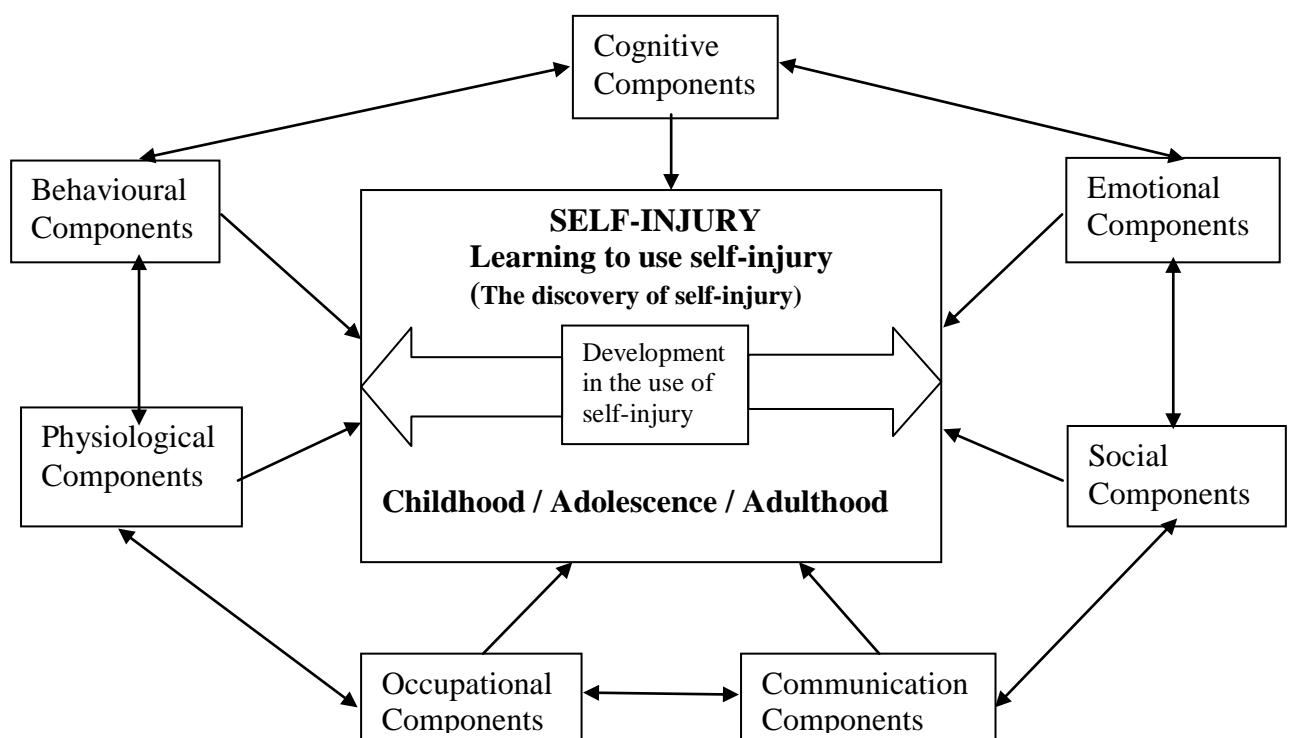 Cognitive
Components
Behavioural
Components
Emotional
Components
SELF-INJURY
Learning to use self-injury
(The discovery of self-injury)
Development
in the use of
self-injury
Physiological
Components
Social
Components
Childhood / Adolescence / Adulthood
Occupational
Components
Communication
Components